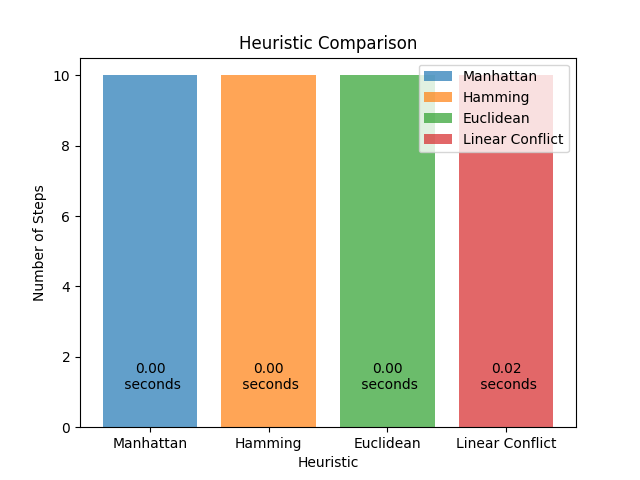 Heuristic Comparison
Manhattan
Hamming
Euclidean
Linear Conflict
Number of Steps
10
8
6
4
2
0
0.00
seconds
0.00
seconds
0.00
seconds
0.02
seconds
Manhattan
Hamming
Euclidean
Linear Conflict
Heuristic